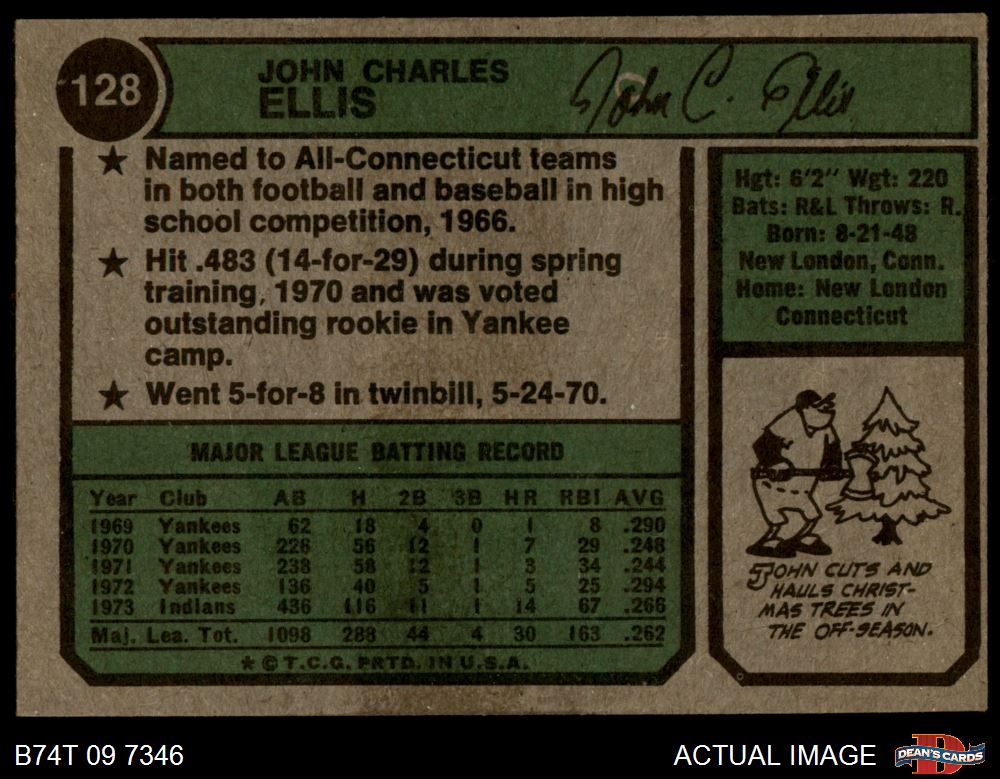 128
JOHN CHARLES
ELLIS
John C. Ellis
★ Named to All-Connecticut teams
in both football and baseball in high
school competition, 1966.
★ Hit .483 (14-for-29) during spring
training, 1970 and was voted
outstanding rookie in Yankee
camp.
★ Went 5-for-8 in twinbill, 5-24-70.
Hgt: 6'2" Wgt: 220
Bats: R&L Throws: R.
Born: 8-21-48
New London, Conn.
Home: New London
Connecticut
MAJOR LEAGUE BATTING RECORD
Year Club AB H 2B 3B HR RBI AVG
1969 Yankees 62 18 4 0 1 8 .290
1970 Yankees 226 56 12 1 7 29 .248
1971 Yankees 238 58 12 1 3 34 .244
1972 Yankees 136 40 5 1 5 25 .294
1973 Indians 436 116 11 1 14 67 .266
Maj. Lea. Tot. 1098 288 44 4 30 163 .262
* © T.C.G. PRTD. IN U.S.A.
JOHN CUTS AND
HAULS CHRIST-
MAS TREES IN
THE OFF-SEASON.
B74T 09 7346
ACTUAL IMAGE
DEAN'S CARDS